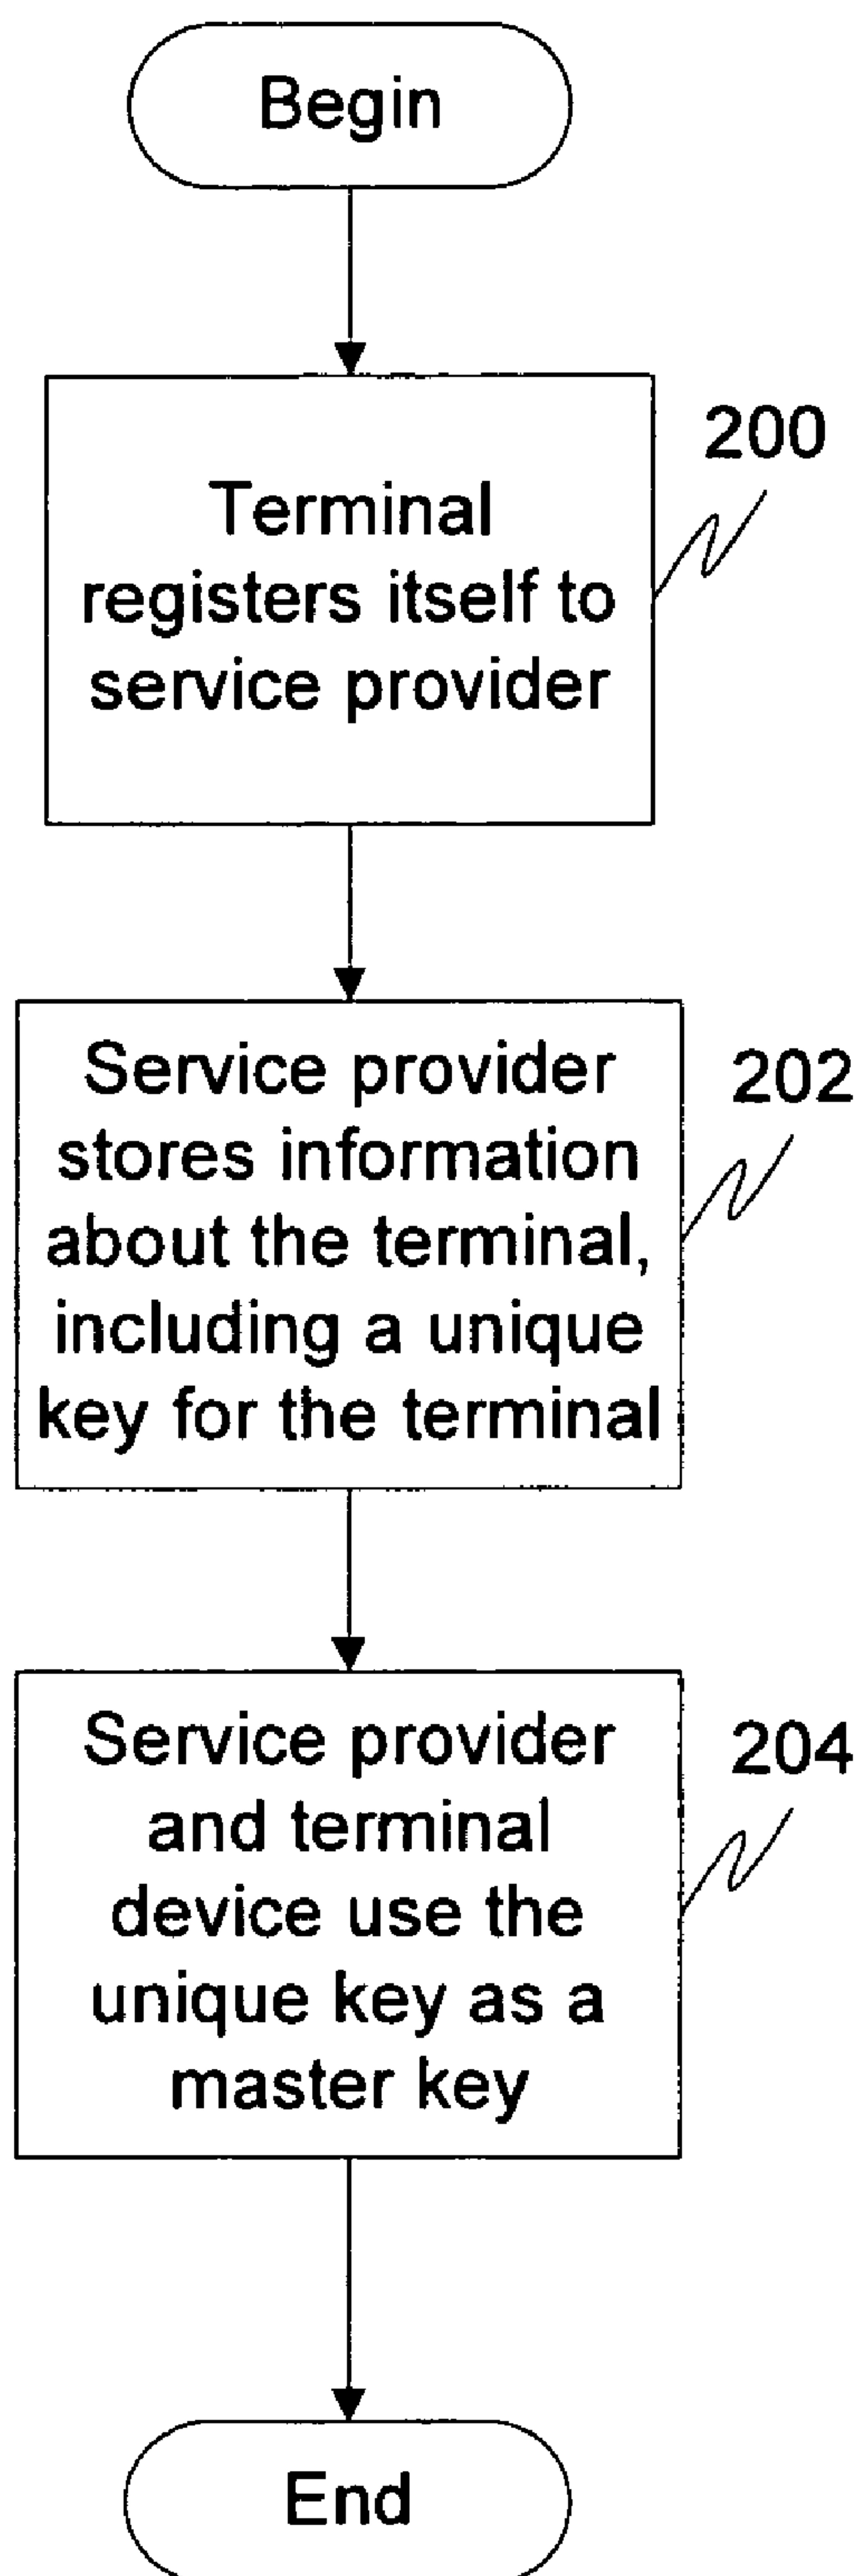 Begin
200
Terminal
registers itself to
service provider
202
Service provider
stores information
about the terminal,
including a unique
key for the terminal
204
Service provider
and terminal
device use the
unique key as a
master key
End